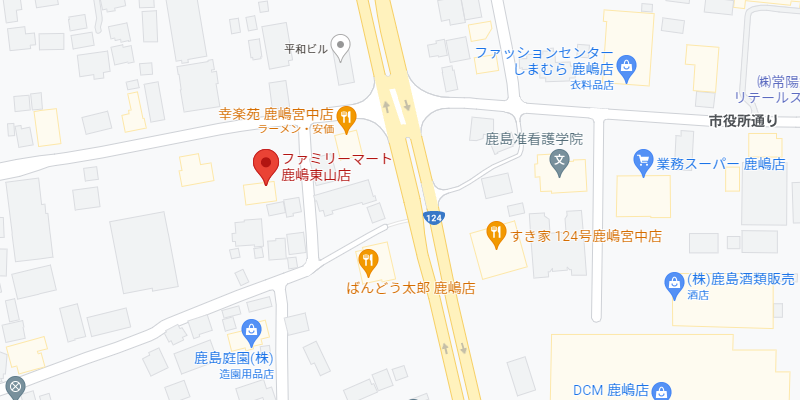 平和ビル
ファッションセンター
しまむら 鹿嶋店
衣料品店
㈱常陽
リテールス
幸楽苑 鹿嶋宮中店
ラーメン・安価
市役所通り
鹿島准看護学院
文
ファミリーマート
鹿嶋東山店
業務スーパー 鹿嶋店
124
すき家 124号鹿嶋宮中店
ばんどう太郎 鹿嶋店
(株)鹿島酒類販売
酒店
鹿島庭園(株)
造園用品店
DCM 鹿嶋店